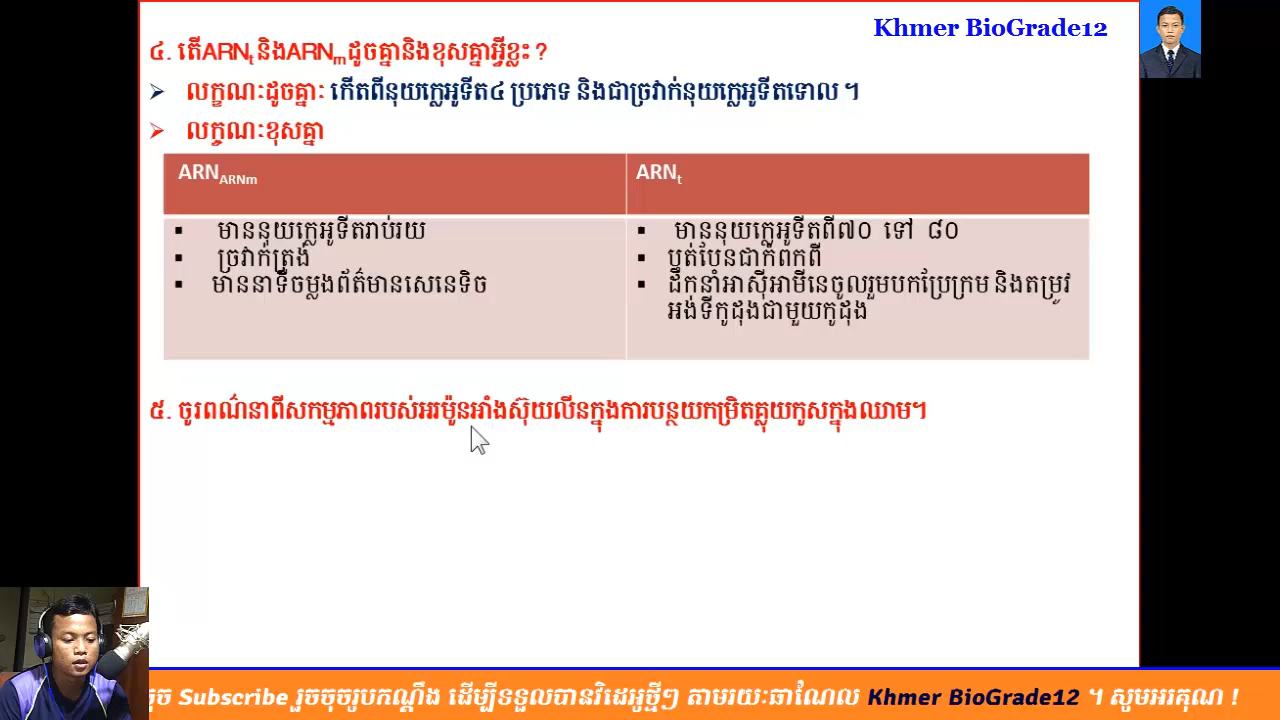 Khmer BioGrade12
៤. តើARNt និងARNm ដូចគ្នានិងខុសគ្នាអ្វីខ្លះ ?
លក្ខណៈដូចគ្នាៈ កើតពីនុយក្លេអូទីត៤ ប្រភេទ និងជាច្រវាក់នុយក្លេអូទីតទោល ។
លក្ខណៈខុសគ្នា
ARNARNm
ARNt
មាននុយក្លេអូទីតរាប់រយ
ច្រវាក់ត្រង់
មាននាទីចម្លងព័ត៌មានសេនេទិច
មាននុយក្លេអូទីតពី៧០ ទៅ ៨០
បត់បែនជាកំពកពី
ដឹកនាំអាស៊ីអាមីនេចូលរួមបកប្រែក្រម និងតម្រូវ
អង់ទីកូដុងជាមួយកូដុង
៥. ចូរពណ៌នាពីសកម្មភាពរបស់អរម៉ូនអាំងស៊ុយលីនក្នុងការបន្ថយកម្រិតគ្លុយកូសក្នុងឈាម។
ចុច Subscribe រួចចុចរូបកណ្ដឹង ដើម្បីទទួលបានវិដេអូថ្មីៗ តាមរយៈឆាណែល Khmer BioGrade12 ។ សូមអរគុណ !